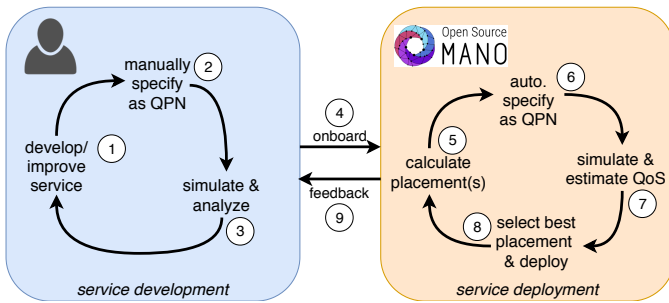 manually
specify
as QPN
2
develop/
improve
service
1
simulate &
analyze
3
service development
4
onboard
feedback
9
Open Source
MANO
auto.
specify
as QPN
6
5
calculate
placement(s)
simulate &
estimate QoS
7
8
select best
placement
& deploy
service deployment